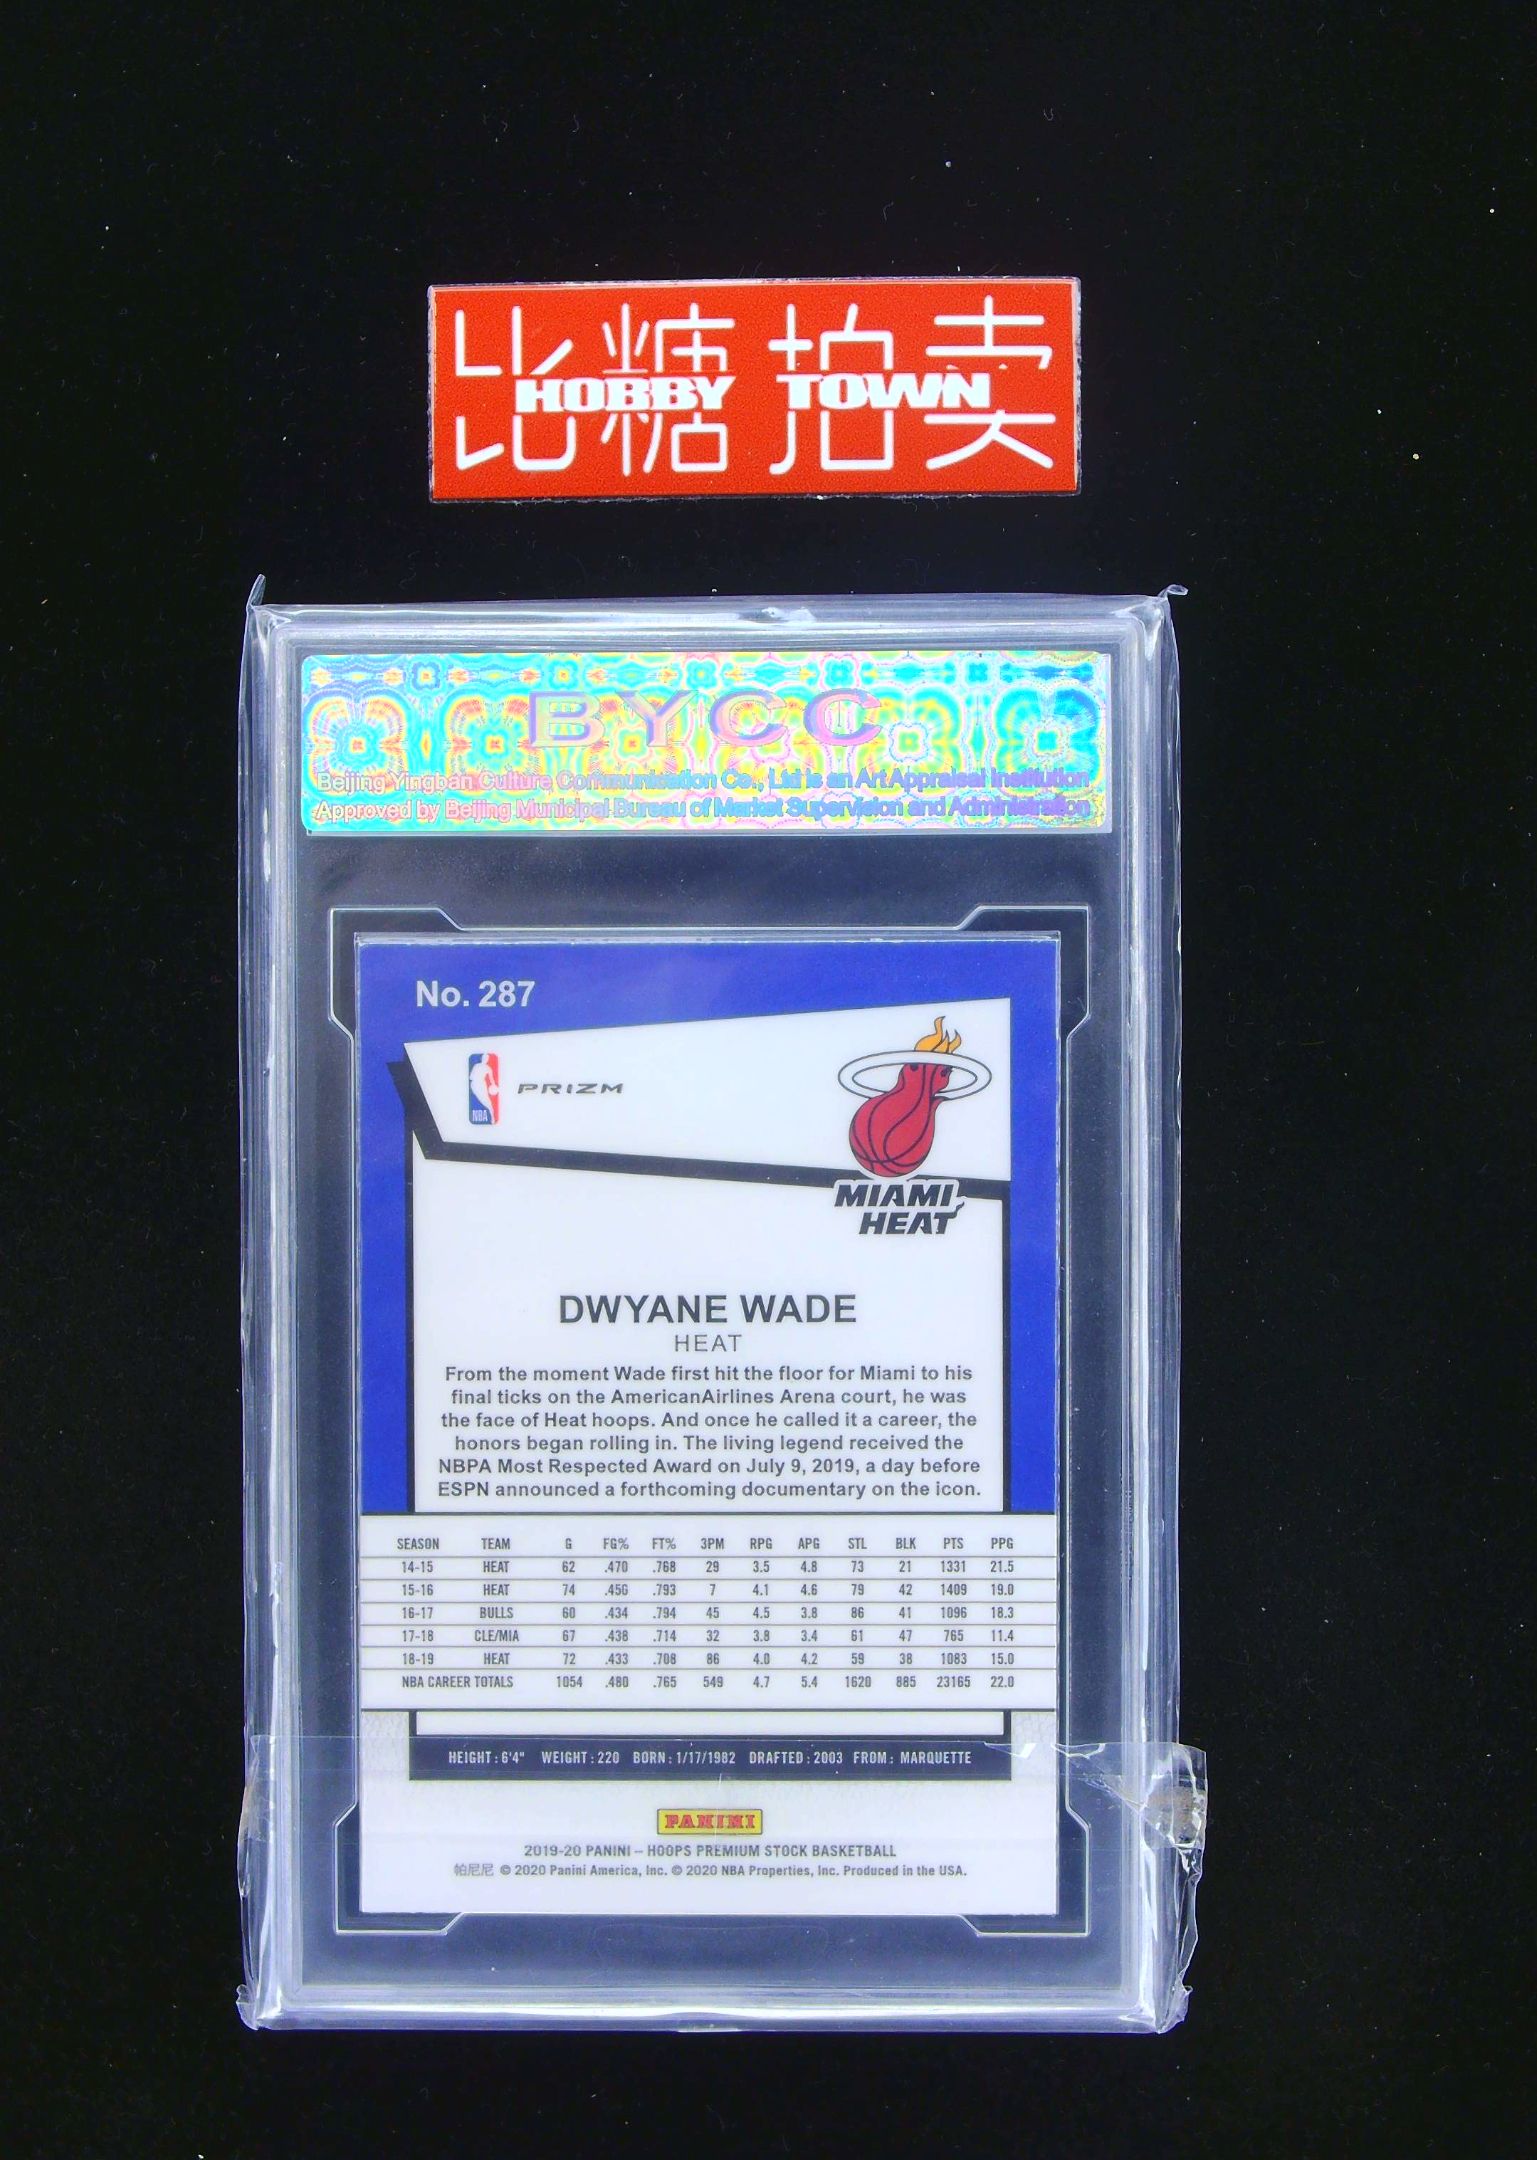 比糖拍卖
HOBBY TOWN
BYCC
Beijing Yingban Culture Communication Co., Ltd is an Art Appraisal Institution
Approved by Beijing Municipal Bureau of Market Supervision and Administration
No. 287
NBA
PRIZM
MIAMI
HEAT
DWYANE WADE
HEAT
From the moment Wade first hit the floor for Miami to his
final ticks on the AmericanAirlines Arena court, he was
the face of Heat hoops. And once he called it a career, the
honors began rolling in. The living legend received the
NBPA Most Respected Award on July 9, 2019, a day before
ESPN announced a forthcoming documentary on the icon.
SEASON TEAM G FG% FT% 3PM RPG APG STL BLK PTS PPG
14-15 HEAT 62 .470 .768 29 3.5 4.8 73 21 1331 21.5
15-16 HEAT 74 .456 .793 7 4.1 4.6 79 42 1409 19.0
16-17 BULLS 60 .434 .794 45 4.5 3.8 86 41 1096 18.3
17-18 CLE/MIA 67 .438 .714 32 3.8 3.4 61 47 765 11.4
18-19 HEAT 72 .433 .708 86 4.0 4.2 59 38 1083 15.0
NBA CAREER TOTALS 1054 .480 .765 549 4.7 5.4 1620 885 23165 22.0
HEIGHT: 6'4" WEIGHT: 220 BORN: 1/17/1982 DRAFTED: 2003 FROM: MARQUETTE
PANINI
2019-20 PANINI – HOOPS PREMIUM STOCK BASKETBALL
帕尼尼 © 2020 Panini America, Inc. © 2020 NBA Properties, Inc. Produced in the USA.